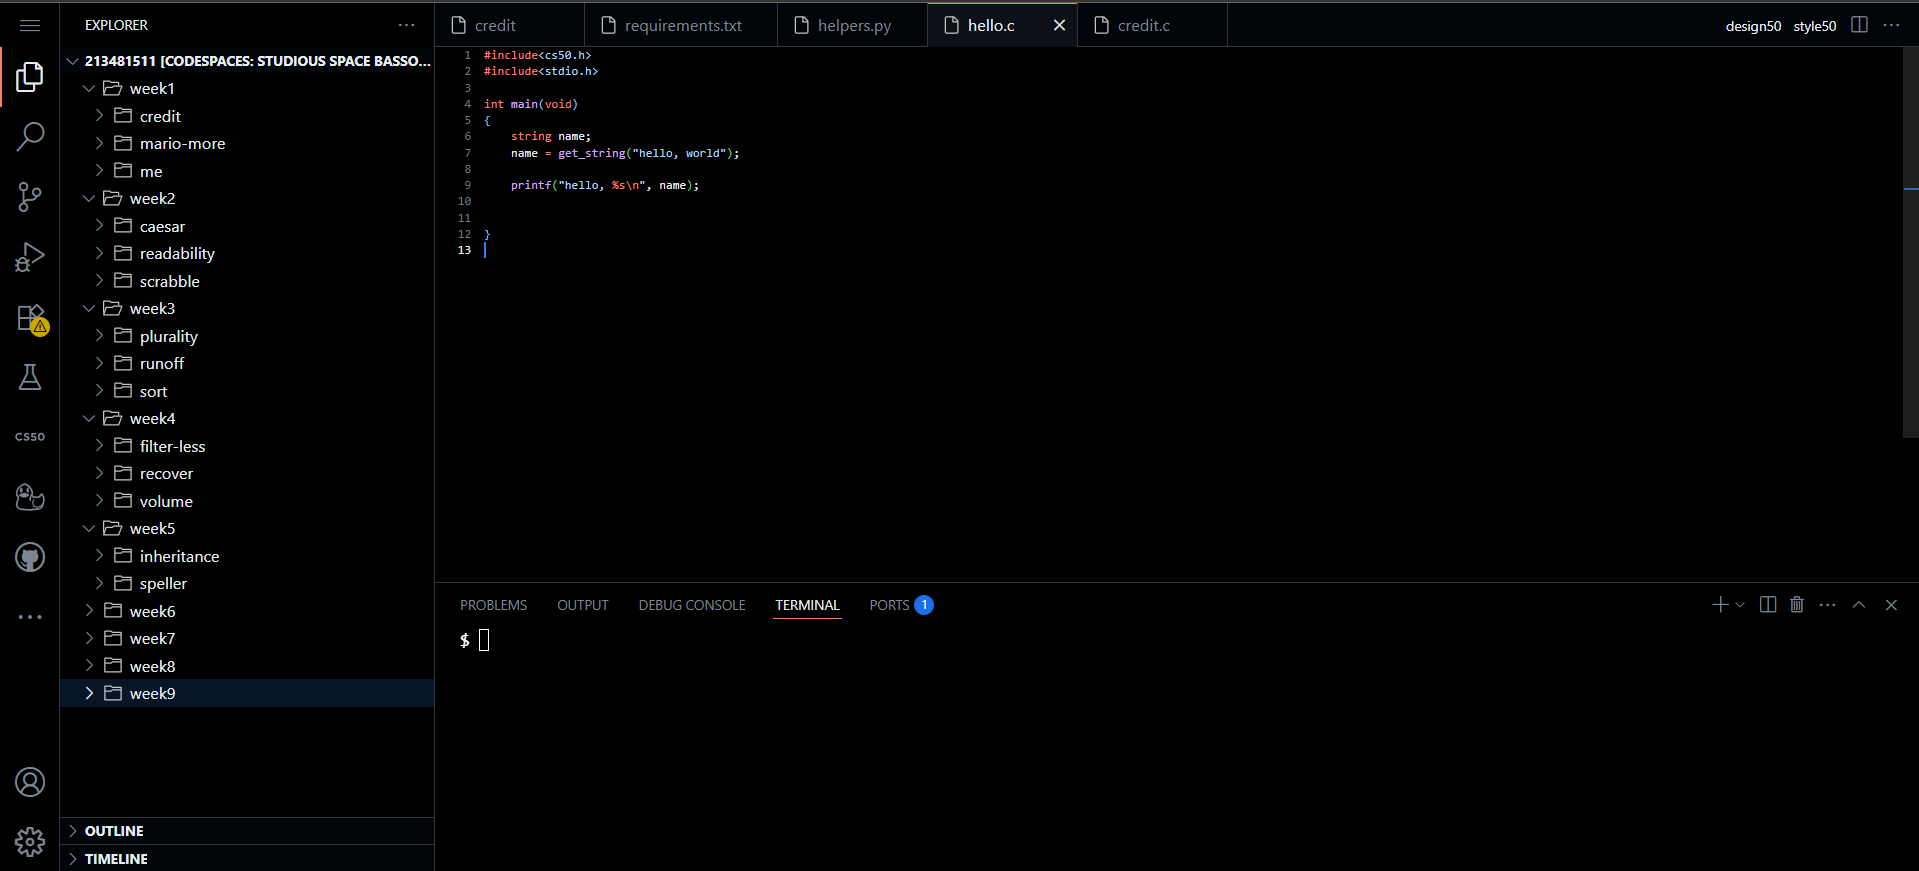 EXPLORER
213481511 [CODESPACES: STUDIOUS SPACE BASSO...
week1
credit
mario-more
me
week2
caesar
readability
scrabble
week3
plurality
runoff
sort
week4
filter-less
recover
volume
week5
inheritance
speller
week6
week7
week8
week9
OUTLINE
TIMELINE
CS50
credit
requirements.txt
helpers.py
hello.c
credit.c
design50
style50
1 #include<cs50.h>
2 #include<stdio.h>
3
4 int main(void)
5 {
6     string name;
7     name = get_string("hello, world");
8
9     printf("hello, %s\n", name);
10
11
12 }
13
PROBLEMS
OUTPUT
DEBUG CONSOLE
TERMINAL
PORTS 1
$